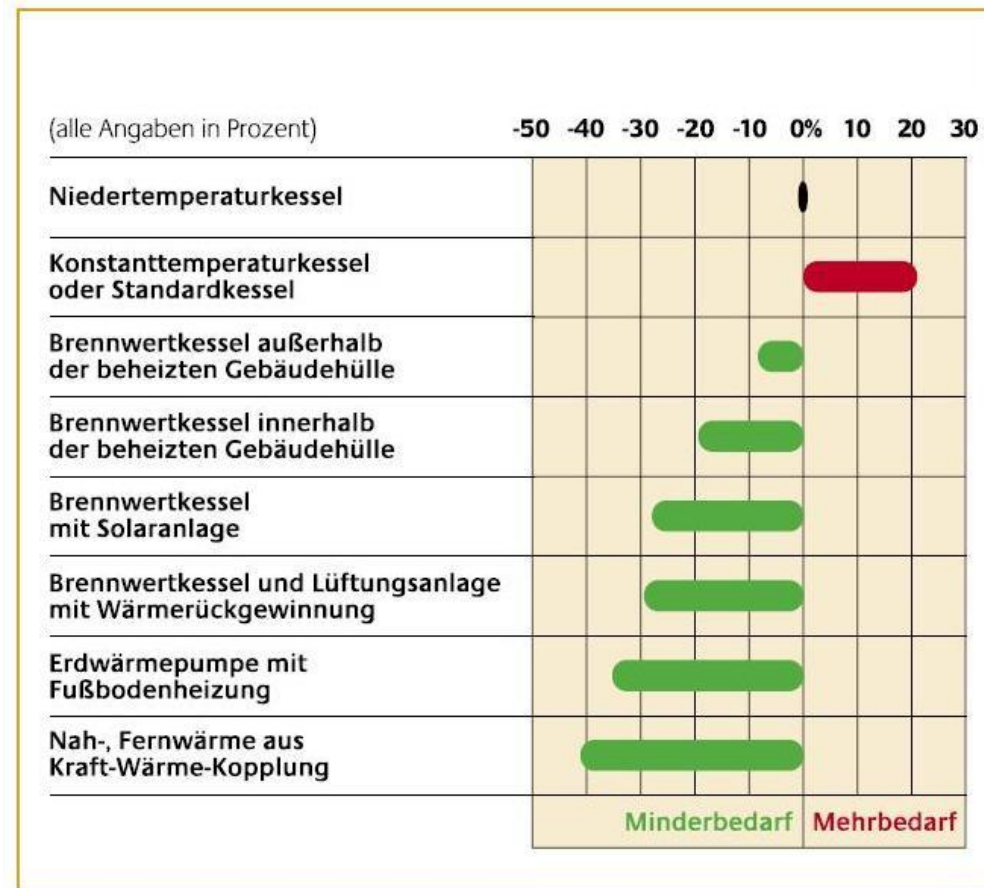 (alle Angaben in Prozent) -50 -40 -30 -20 -10 0% 10 20 30
Niedertemperaturkessel
Konstanttemperaturkessel
oder Standardkessel
Brennwertkessel außerhalb
der beheizten Gebäudehülle
Brennwertkessel innerhalb
der beheizten Gebäudehülle
Brennwertkessel
mit Solaranlage
Brennwertkessel und Lüftungsanlage
mit Wärmerückgewinnung
Erdwärmepumpe mit
Fußbodenheizung
Nah-, Fernwärme aus
Kraft-Wärme-Kopplung
Minderbedarf Mehrbedarf